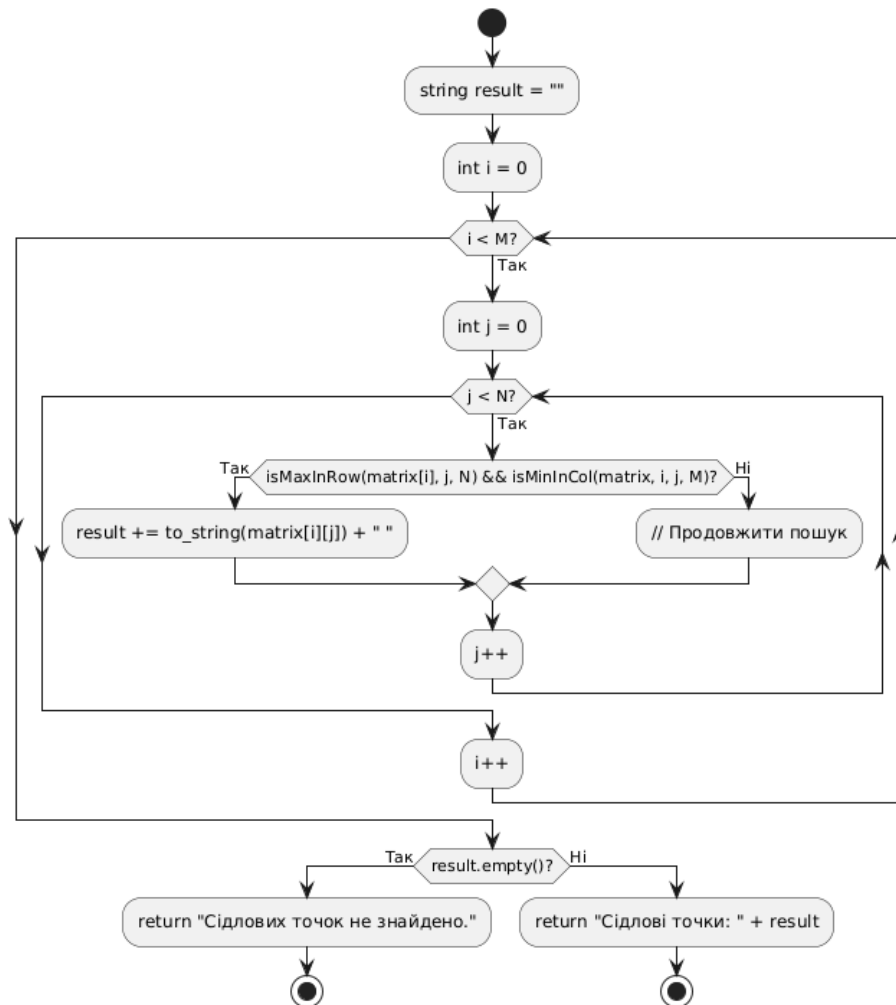 string result = ""
int i = 0
i < M?
Так
int j = 0
j < N?
Так
Так
isMaxInRow(matrix[i], j, N) && isMinInCol(matrix, i, j, M)?
Ні
result += to_string(matrix[i][j]) + " "
// Продовжити пошук
j++
i++
Так
result.empty()?
Ні
return "Сідлових точок не знайдено."
return "Сідлові точки: " + result